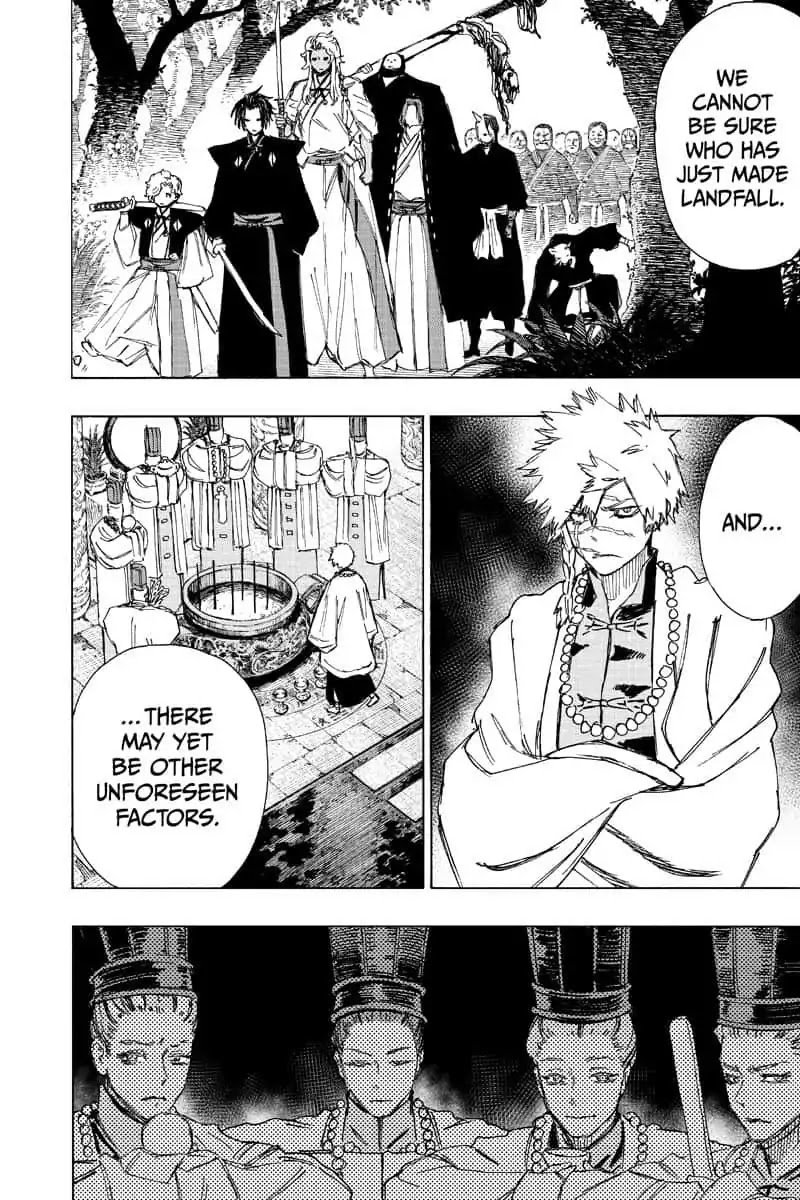 WE
CANNOT
BE SURE
WHO HAS
JUST MADE
LANDFALL.
AND...
...THERE
MAY YET
BE OTHER
UNFORESEEN
FACTORS.